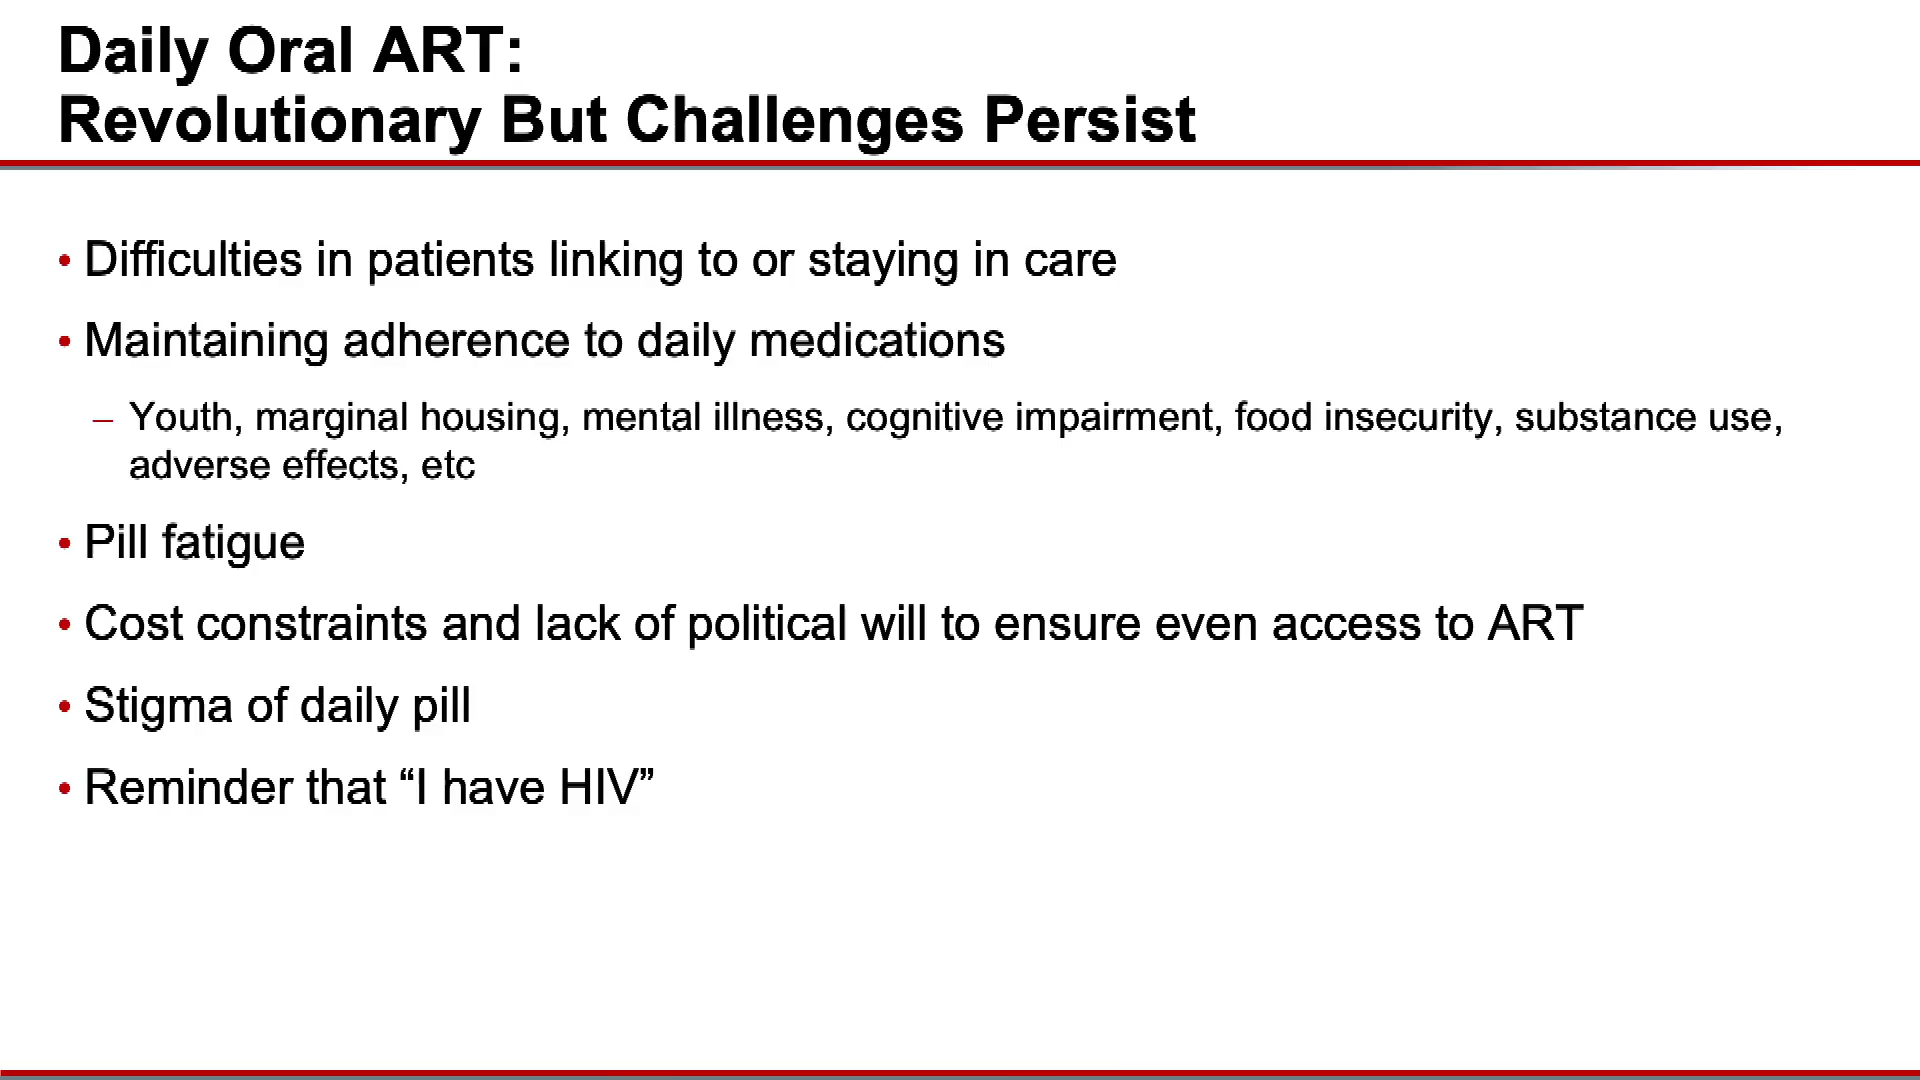 Daily Oral ART:
Revolutionary But Challenges Persist
• Difficulties in patients linking to or staying in care
• Maintaining adherence to daily medications
– Youth, marginal housing, mental illness, cognitive impairment, food insecurity, substance use,
adverse effects, etc
• Pill fatigue
• Cost constraints and lack of political will to ensure even access to ART
• Stigma of daily pill
• Reminder that “I have HIV”